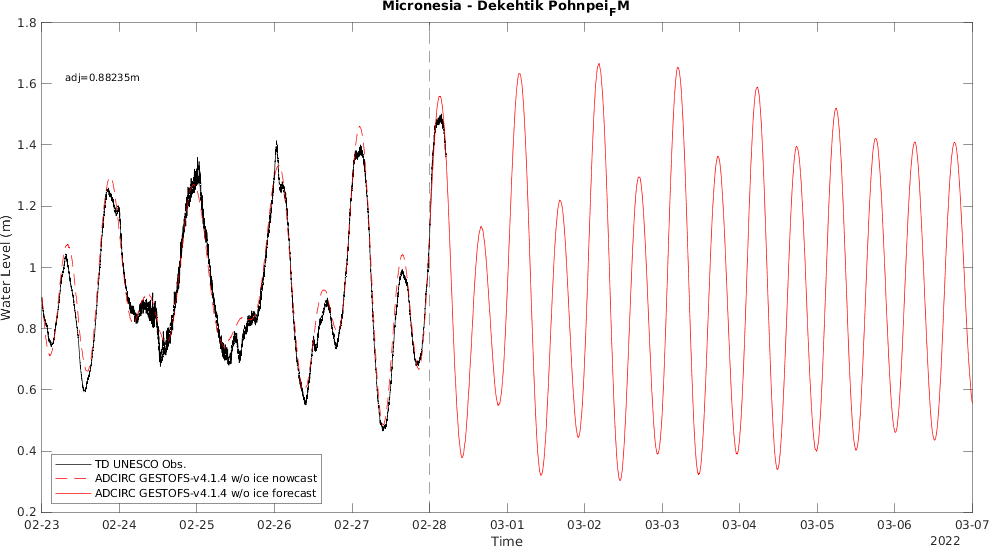 Micronesia - Dekehtik Pohnpei_FM
adj=0.88235m
Water Level (m)
1.8
1.6
1.4
1.2
1
0.8
0.6
0.4
0.2
TD UNESCO Obs.
ADCIRC GESTOFS-v4.1.4 w/o ice nowcast
ADCIRC GESTOFS-v4.1.4 w/o ice forecast
02-23 02-24 02-25 02-26 02-27 02-28 03-01 03-02 03-03 03-04 03-05 03-06 03-07
Time
2022